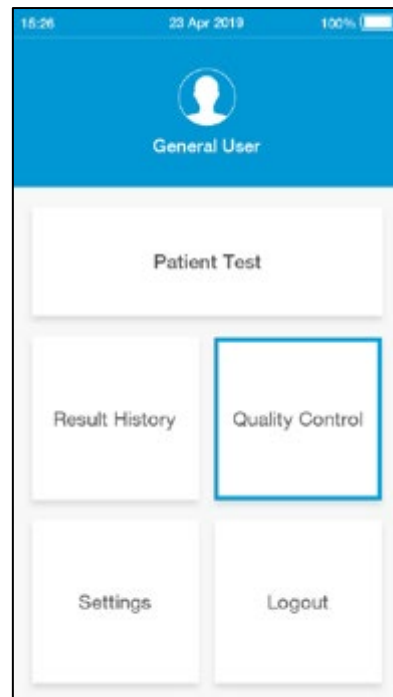 15:26 23 Apr 2019 100%
General User
Patient Test
Result History Quality Control
Settings Logout